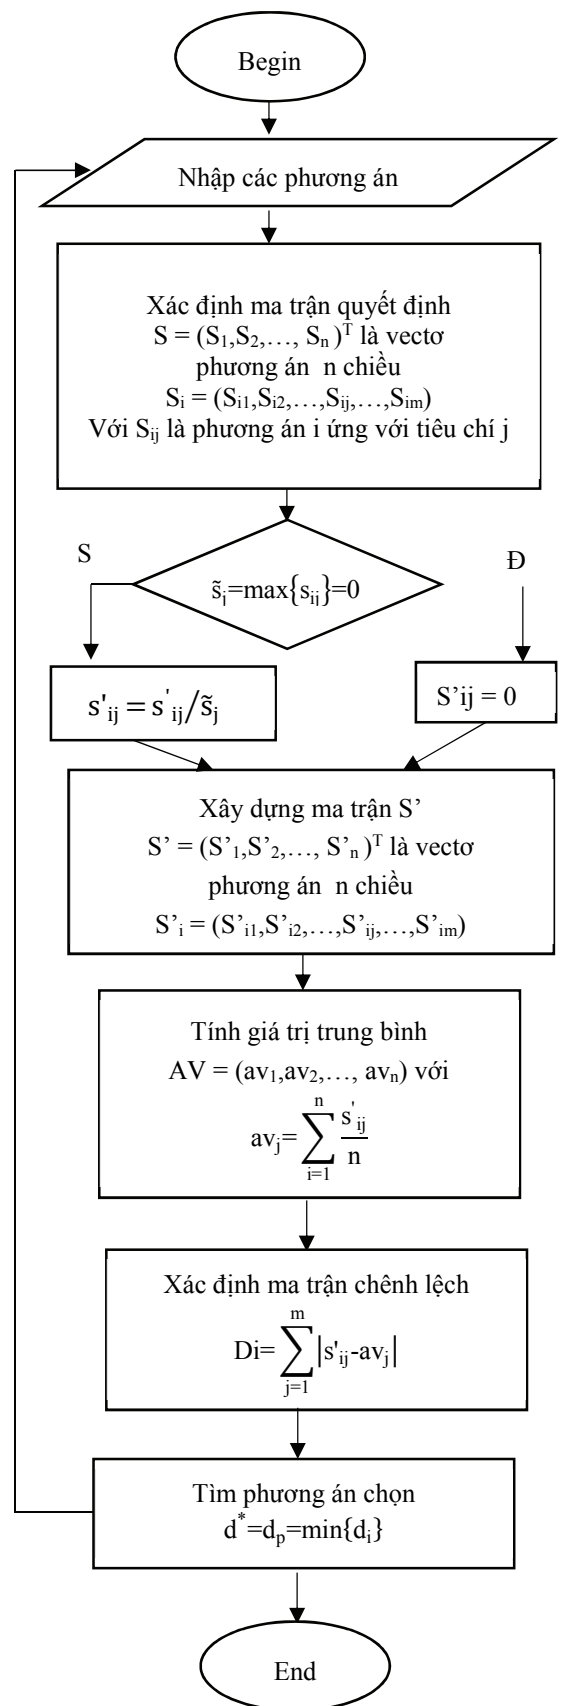 Begin
Nhập các phương án
Xác định ma trận quyết định
S = (S₁,S₂,…, Sₙ )ᵀ là vectơ
phương án n chiều
Sᵢ = (Sᵢ₁,Sᵢ₂,…,Sᵢⱼ,…,Sᵢₘ)
Với Sᵢⱼ là phương án i ứng với tiêu chí j
S
Đ
s̃ⱼ=max{sᵢⱼ}=0
s'ᵢⱼ = s'ᵢⱼ/s̃ⱼ
S’ij = 0
Xây dựng ma trận S’
S’ = (S’₁,S’₂,…, S’ₙ )ᵀ là vectơ
phương án n chiều
S’ᵢ = (S’ᵢ₁,S’ᵢ₂,…,S’ᵢⱼ,…,S’ᵢₘ)
Tính giá trị trung bình
AV = (av₁,av₂,…, avₙ) với
avⱼ= ∑ᵢ₌₁ⁿ s'ᵢⱼ/n
Xác định ma trận chênh lệch
Di= ∑ⱼ₌₁ᵐ |s'ᵢⱼ-avⱼ|
Tìm phương án chọn
d*=dₚ=min{dᵢ}
End